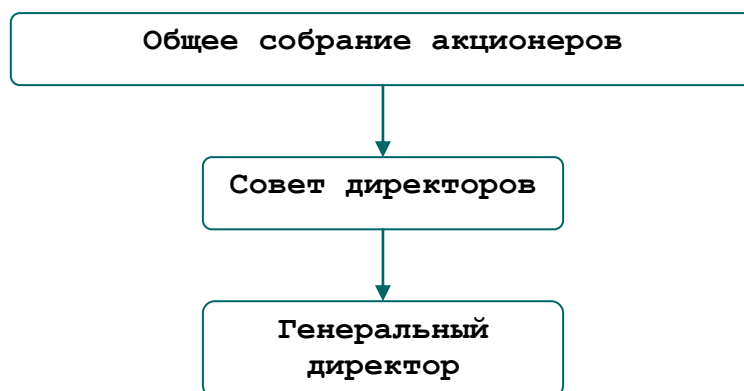 Общее собрание акционеров
Совет директоров
Генеральный
директор